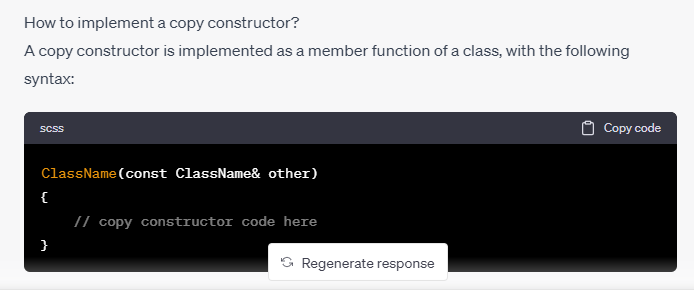 How to implement a copy constructor?
A copy constructor is implemented as a member function of a class, with the following
syntax:
scss Copy code
ClassName(const ClassName& other)
{
    // copy constructor code here
}
Regenerate response